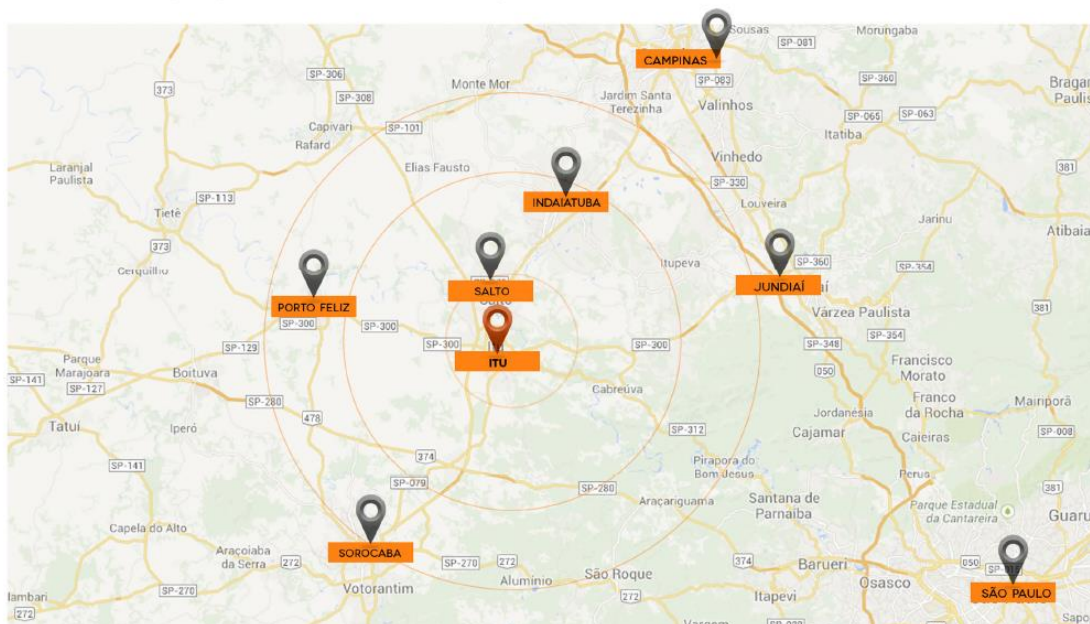 Sousas
SP-081
Morungaba
CAMPINAS
SP-306
373
SP-083
SP-360
Monte Mor
Jardim Santa
Terezinha
Bragan
Paulis
SP-308
Valinhos
SP-065
SP-063
Capivari
SP-101
Rafard
Itatiba
Vinhedo
Laranjal
Paulista
Elias Fausto
381
SP-330
SP-113
INDAIATUBA
Louveira
Tietê
Jarinu
Atibaia
373
Cerquilho
Itupeva
SP-360
SP-354
SALTO
JUNDIAÍ
PORTO FELIZ
Várzea Paulista
381
SP-300
SP-300
SP-300
SP-300
SP-354
SP-129
SP-348
Parque
Marajoara
ITU
Francisco
Morato
SP-141
Boituva
050
SP-127
Cabreúva
Franco
da Rocha
Mairiporã
SP-280
Jordanésia
Tatuí
Iperó
478
SP-312
Cajamar
Caieiras
SP-008
374
SP-141
Pirapora do
Bom Jesus
Perus
SP-079
SP-280
381
Araçariguama
Santana de
Parnaíba
Parque Estadual
da Cantareira
Capela do Alto
Guaru
SOROCABA
Araçoiaba
da Serra
272
SP-270
272
374
Barueri
050
Votorantim
Alumínio
São Roque
Osasco
SÃO PAULO
SP-270
272
272
Itapevi
Sapo